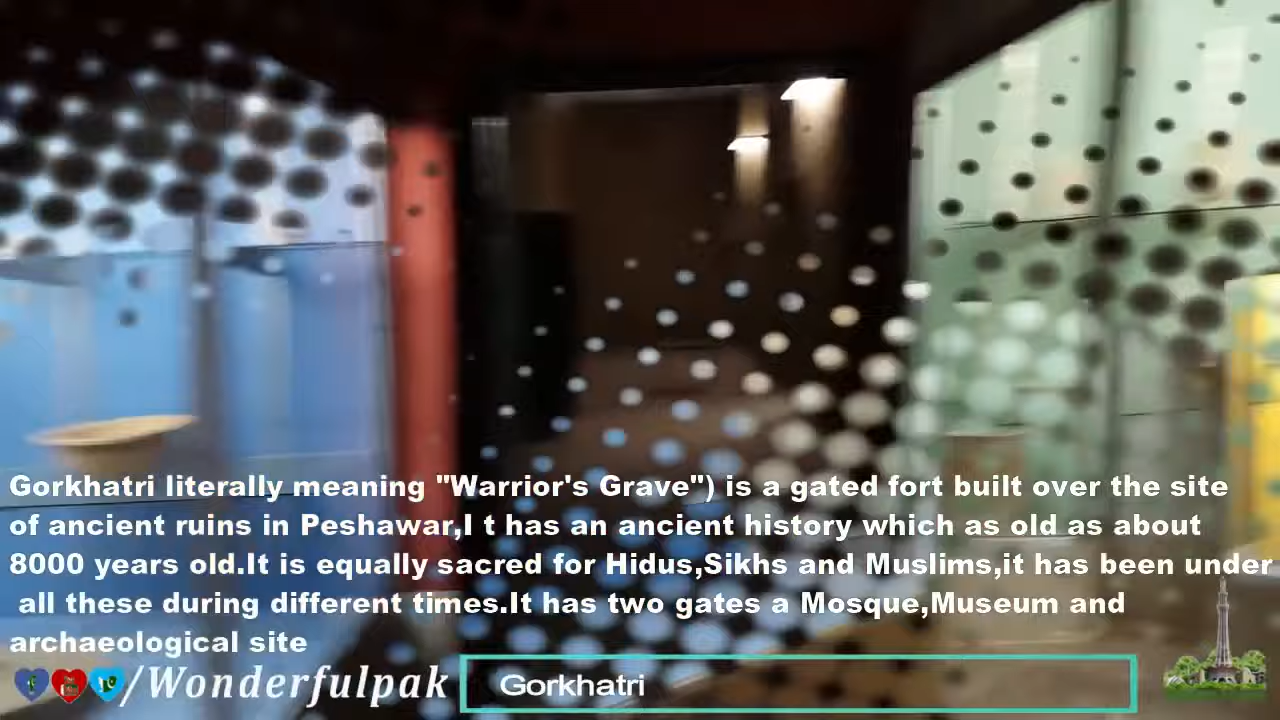 Gorkhatri literally meaning "Warrior's Grave") is a gated fort built over the site
of ancient ruins in Peshawar,I t has an ancient history which as old as about
8000 years old.It is equally sacred for Hidus,Sikhs and Muslims,it has been under
all these during different times.It has two gates a Mosque,Museum and
archaeological site
/Wonderfulpak
Gorkhatri